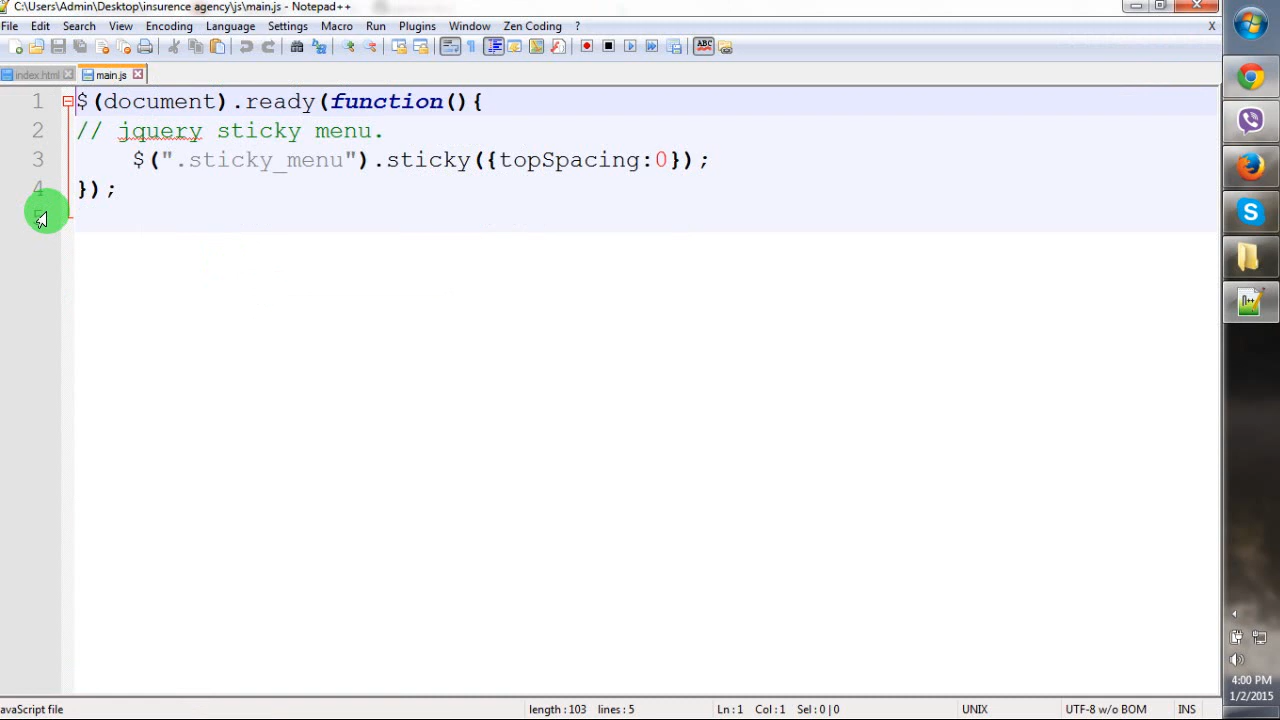 C:\Users\Admin\Desktop\insurence agency\js\main.js - Notepad++
File Edit Search View Encoding Language Settings Macro Run Plugins Window Zen Coding ? X
index.html main.js
1 $(document).ready(function(){
2 // jquery sticky menu.
3 $(".sticky_menu").sticky({topSpacing:0});
4 });
4:00 PM
1/2/2015
avaScript file length:103 lines:5 Ln:1 Col:1 Sel:0|0 UNIX UTF-8 w/o BOM INS